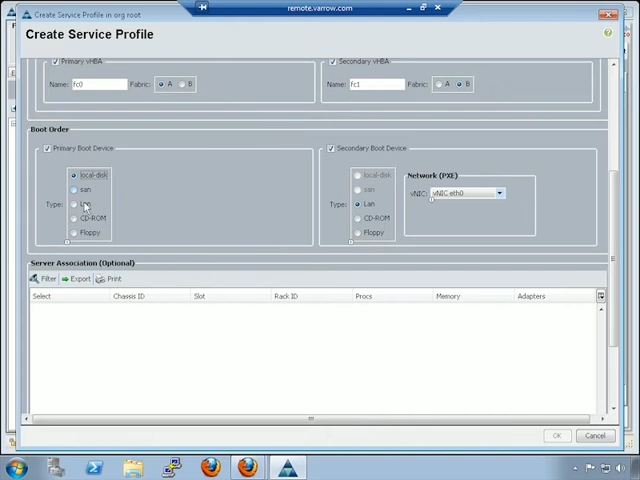 Create Service Profile in org root
remote.varrow.com
Create Service Profile
Primary vHBA
Secondary vHBA
Name: fc0 Fabric: A B
Name: fc1 Fabric: A B
Boot Order
Primary Boot Device
Secondary Boot Device
Type:
local-disk
san
CD-ROM
Floppy
Type:
local-disk
san
Lan
CD-ROM
Floppy
Network (PXE)
vNIC: vNIC eth0
Server Association (Optional)
Filter Export Print
Select Chassis ID Slot Rack ID Procs Memory Adapters
OK Cancel